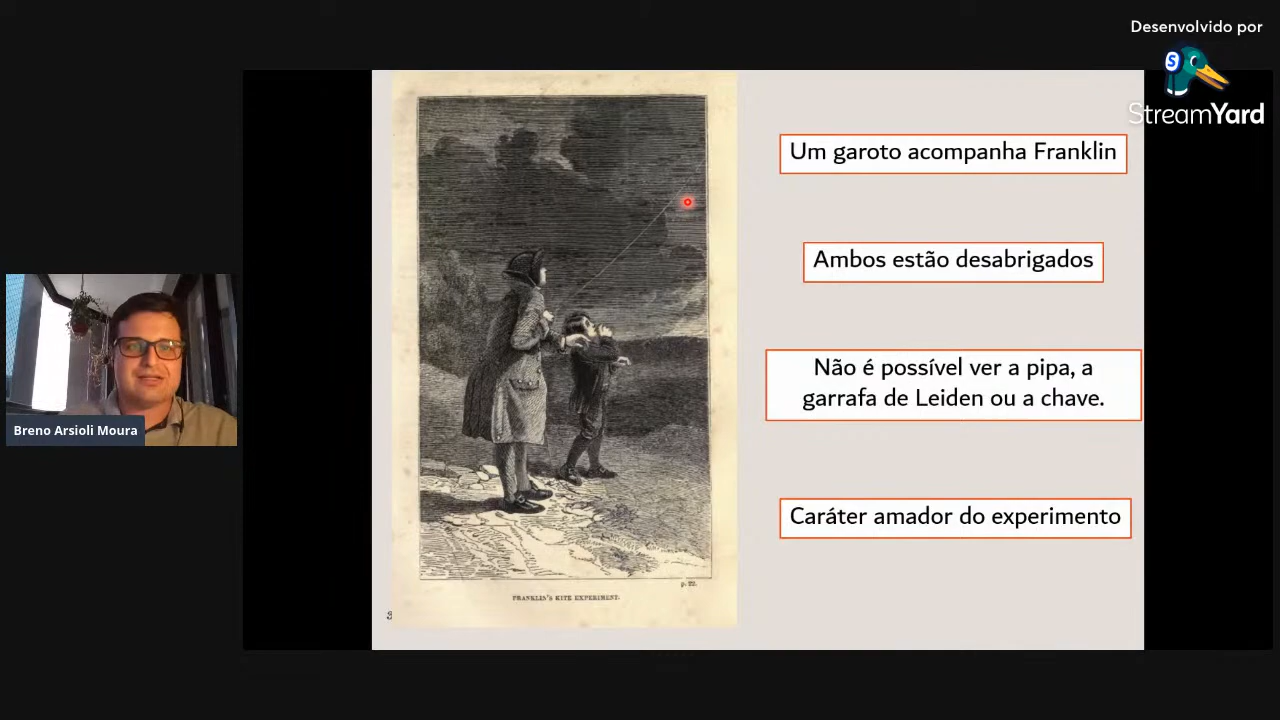 Desenvolvido por
StreamYard
Um garoto acompanha Franklin
Ambos estão desabrigados
Não é possível ver a pipa, a
garrafa de Leiden ou a chave.
Caráter amador do experimento
Breno Arsioli Moura
p. 22.
FRANKLIN'S KITE EXPERIMENT.